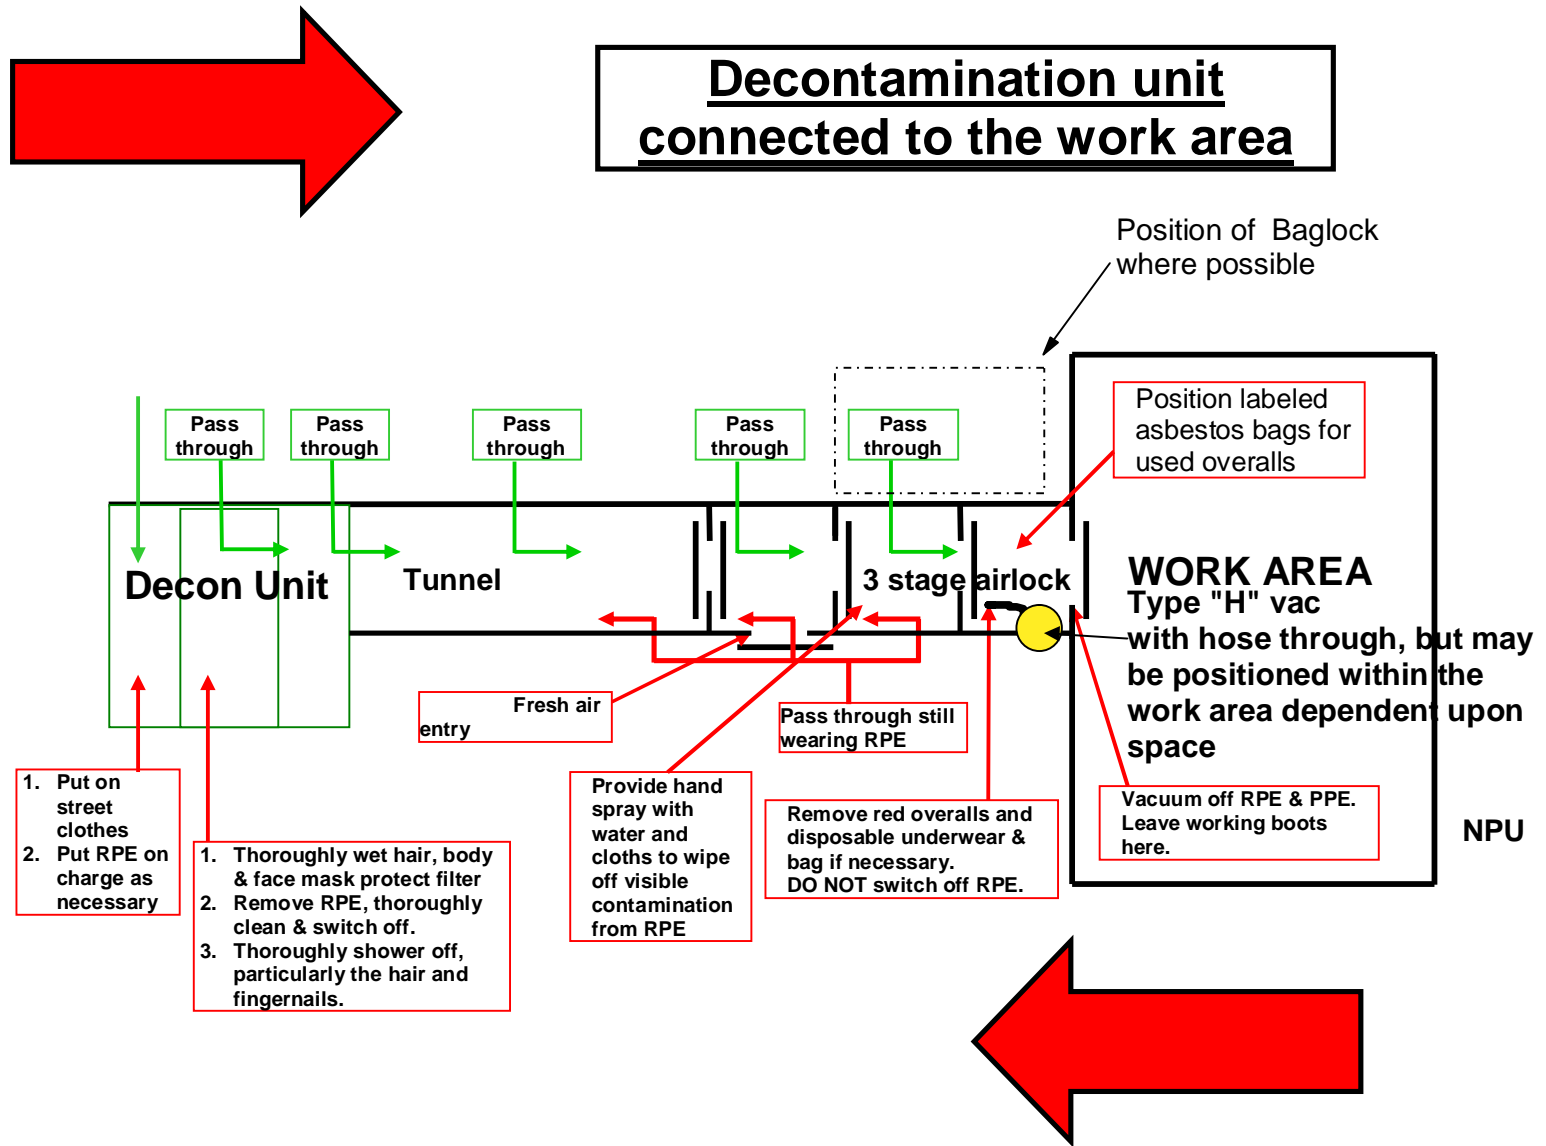 Decontamination unit
connected to the work area
Position of Baglock
where possible
Pass
through
Pass
through
Pass
through
Pass
through
Pass
through
Position labeled
asbestos bags for
used overalls
Decon Unit
Tunnel
3 stage airlock
WORK AREA
Type "H" vac
with hose through, but may
be positioned within the
work area dependent upon
space
Fresh air
entry
Pass through still
wearing RPE
1. Put on
street
clothes
2. Put RPE on
charge as
necessary
1. Thoroughly wet hair, body
& face mask protect filter
2. Remove RPE, thoroughly
clean & switch off.
3. Thoroughly shower off,
particularly the hair and
fingernails.
Provide hand
spray with
water and
cloths to wipe
off visible
contamination
from RPE
Remove red overalls and
disposable underwear &
bag if necessary.
DO NOT switch off RPE.
Vacuum off RPE & PPE.
Leave working boots
here.
NPU